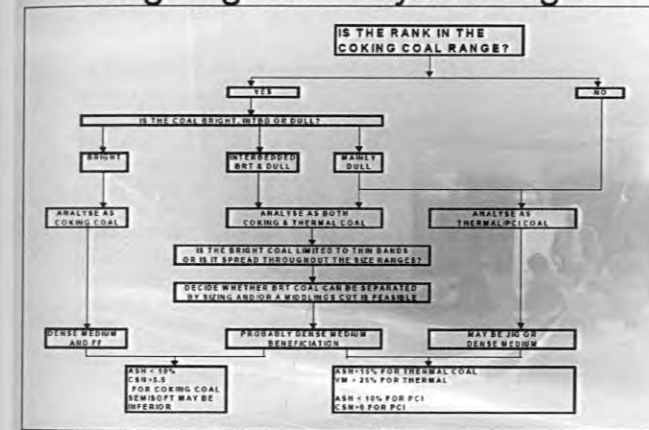 IS THE RANK IN THE
COKING COAL RANGE?
YES
NO
IS THE COAL BRIGHT, INTBD OR DULL?
BRIGHT
INTERBEDDED
BRT & DULL
MAINLY
DULL
ANALYSE AS
COKING COAL
ANALYSE AS BOTH
COKING & THERMAL COAL
ANALYSE AS
THERMAL/PCI COAL
IS THE BRIGHT COAL LIMITED TO THIN BANDS
OR IS IT SPREAD THROUGHOUT THE SIZE RANGES?
DECIDE WHETHER BRT COAL CAN BE SEPARATED
BY SIZING AND/OR A MIDDLINGS CUT IS FEASIBLE
DENSE MEDIUM
AND FF
PROBABLY DENSE MEDIUM
BENEFICIATION
MAY BE JIG OR
DENSE MEDIUM
ASH < 10%
FOR COKING COAL
SEMISOFT MAY BE
INFERIOR
ASH<15% FOR THERMAL COAL
VM > 25% FOR THERMAL
ASH < 10% FOR PCI
FOR PCI